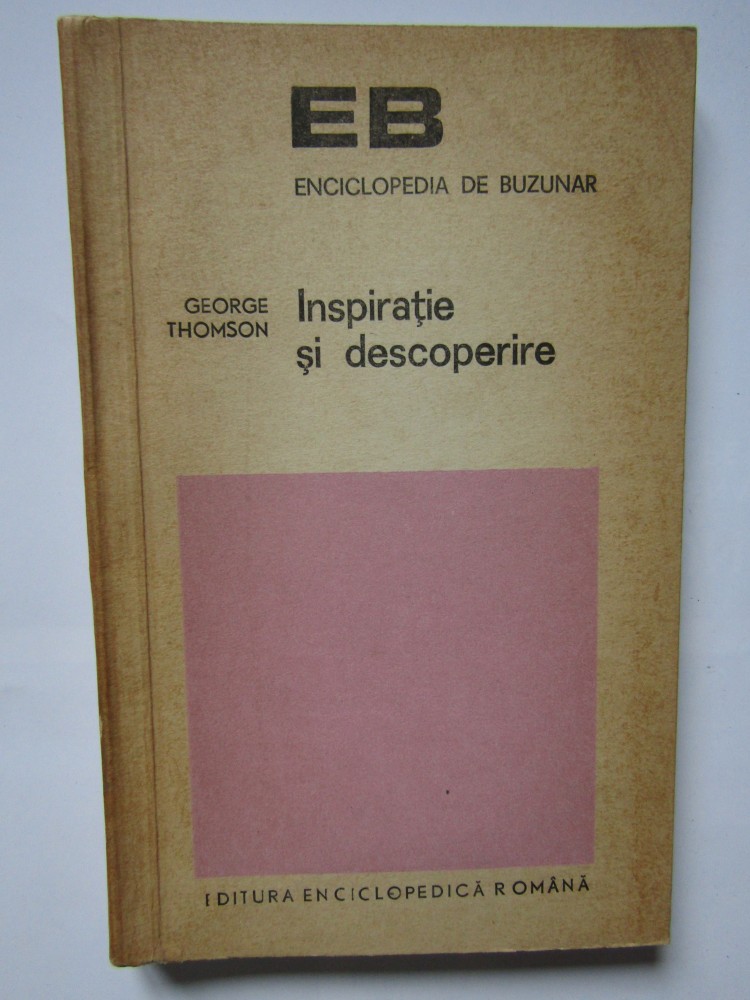 EB
ENCICLOPEDIA DE BUZUNAR
GEORGE
THOMSON
Inspirație
și descoperire
EDITURA ENCICLOPEDICĂ ROMÂNĂ